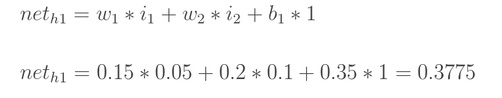 net_{h1} = w_1 * i_1 + w_2 * i_2 + b_1 * 1
net_{h1} = 0.15 * 0.05 + 0.2 * 0.1 + 0.35 * 1 = 0.3775